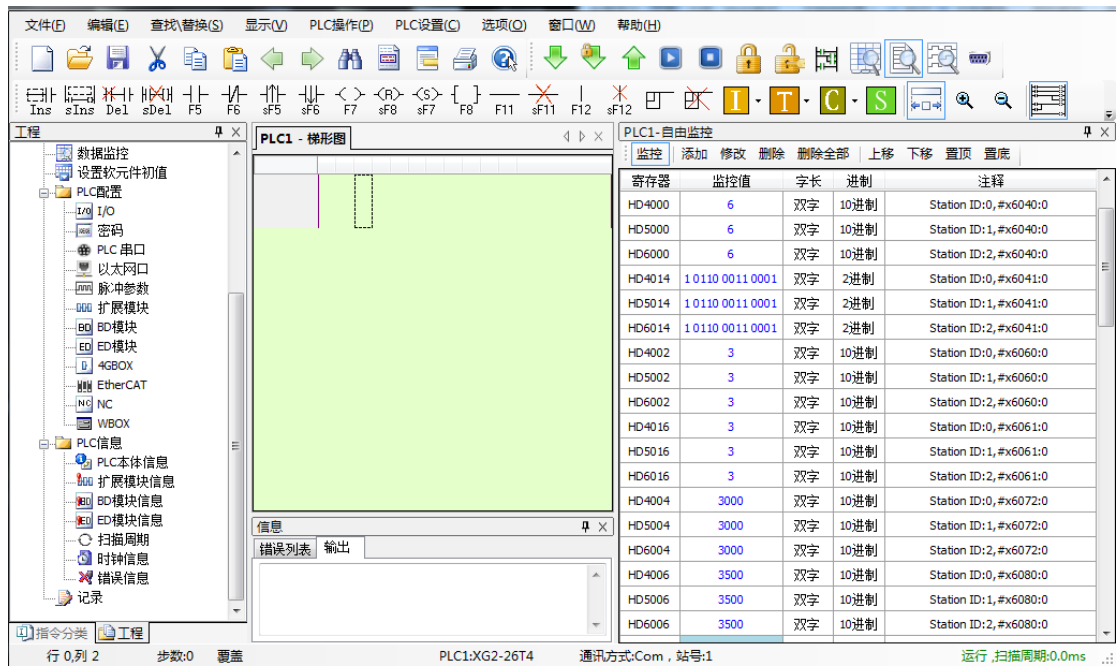 文件(F) 编辑(E) 查找\替换(S) 显示(V) PLC操作(P) PLC设置(C) 选项(O) 窗口(W) 帮助(H)
Ins sIns Del sDel F5 F6 sF5 sF6 F7 sF8 sF7 F8 F11 sF11 F12 sF12 I T C S
工程
数据监控
设置软元件初值
PLC配置
I/O I/O
密码
PLC 串口
以太网口
脉冲参数
扩展模块
BD BD模块
ED ED模块
4GBOX
EtherCAT
NC NC
WBOX
PLC信息
PLC本体信息
扩展模块信息
BD BD模块信息
ED ED模块信息
扫描周期
时钟信息
错误信息
记录
指令分类 工程
PLC1 - 梯形图
信息
错误列表 输出
PLC1-自由监控
监控 添加 修改 删除 删除全部 上移 下移 置顶 置底
寄存器 监控值 字长 进制 注释
HD4000 6 双字 10进制 Station ID:0,#x6040:0
HD5000 6 双字 10进制 Station ID:1,#x6040:0
HD6000 6 双字 10进制 Station ID:2,#x6040:0
HD4014 1 0110 0011 0001 双字 2进制 Station ID:0,#x6041:0
HD5014 1 0110 0011 0001 双字 2进制 Station ID:1,#x6041:0
HD6014 1 0110 0011 0001 双字 2进制 Station ID:2,#x6041:0
HD4002 3 双字 10进制 Station ID:0,#x6060:0
HD5002 3 双字 10进制 Station ID:1,#x6060:0
HD6002 3 双字 10进制 Station ID:2,#x6060:0
HD4016 3 双字 10进制 Station ID:0,#x6061:0
HD5016 3 双字 10进制 Station ID:1,#x6061:0
HD6016 3 双字 10进制 Station ID:2,#x6061:0
HD4004 3000 双字 10进制 Station ID:0,#x6072:0
HD5004 3000 双字 10进制 Station ID:1,#x6072:0
HD6004 3000 双字 10进制 Station ID:2,#x6072:0
HD4006 3500 双字 10进制 Station ID:0,#x6080:0
HD5006 3500 双字 10进制 Station ID:1,#x6080:0
HD6006 3500 双字 10进制 Station ID:2,#x6080:0
行 0,列 2 步数:0 覆盖 PLC1:XG2-26T4 通讯方式:Com，站号:1 运行 ,扫描周期:0.0ms